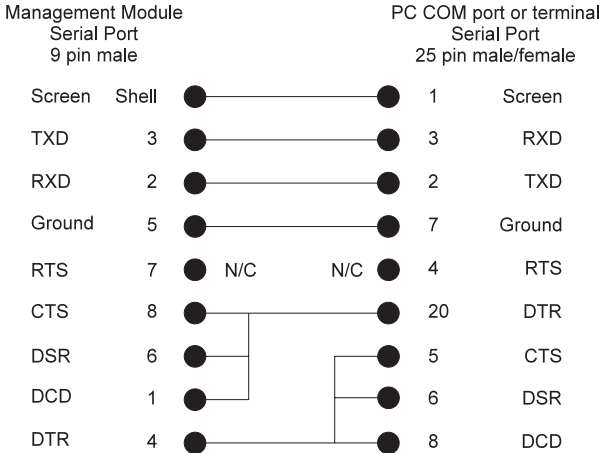 Management Module PC COM port or terminal
Serial Port Serial Port
9 pin male 25 pin male/female
Screen Shell 1 Screen
TXD 3 3 RXD
RXD 2 2 TXD
Ground 5 7 Ground
RTS 7 N/C N/C 4 RTS
CTS 8 20 DTR
DSR 6 5 CTS
DCD 1 6 DSR
DTR 4 8 DCD